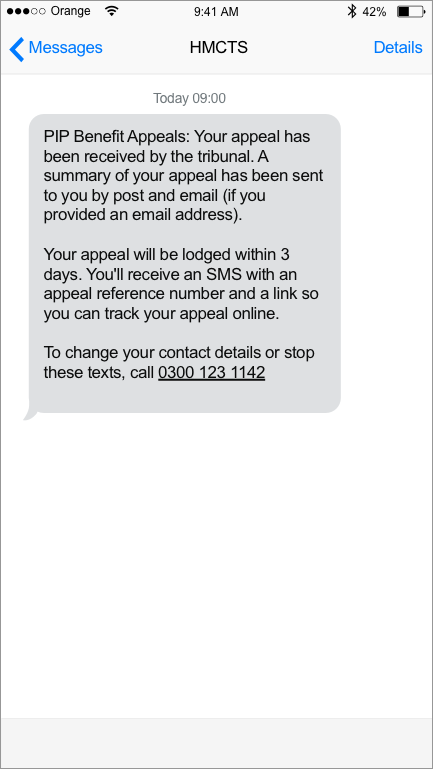 Orange 9:41 AM 42%
Messages HMCTS Details
Today 09:00
PIP Benefit Appeals: Your appeal has
been received by the tribunal. A
summary of your appeal has been sent
to you by post and email (if you
provided an email address).
Your appeal will be lodged within 3
days. You'll receive an SMS with an
appeal reference number and a link so
you can track your appeal online.
To change your contact details or stop
these texts, call 0300 123 1142